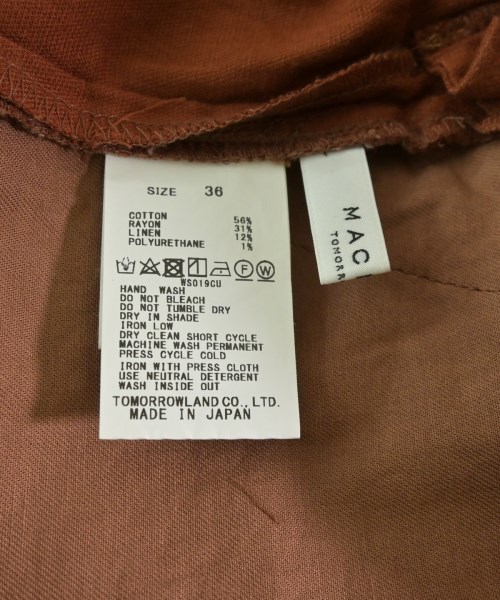 SIZE 36
COTTON 56%
RAYON 31%
LINEN 12%
POLYURETHANE 1%
F W
WS019CU
HAND WASH
DO NOT BLEACH
DO NOT TUMBLE DRY
DRY IN SHADE
IRON LOW
DRY CLEAN SHORT CYCLE
MACHINE WASH PERMANENT
PRESS CYCLE COLD
IRON WITH PRESS CLOTH
USE NEUTRAL DETERGENT
WASH INSIDE OUT
TOMORROWLAND CO., LTD.
MADE IN JAPAN
MAC
TOMORR